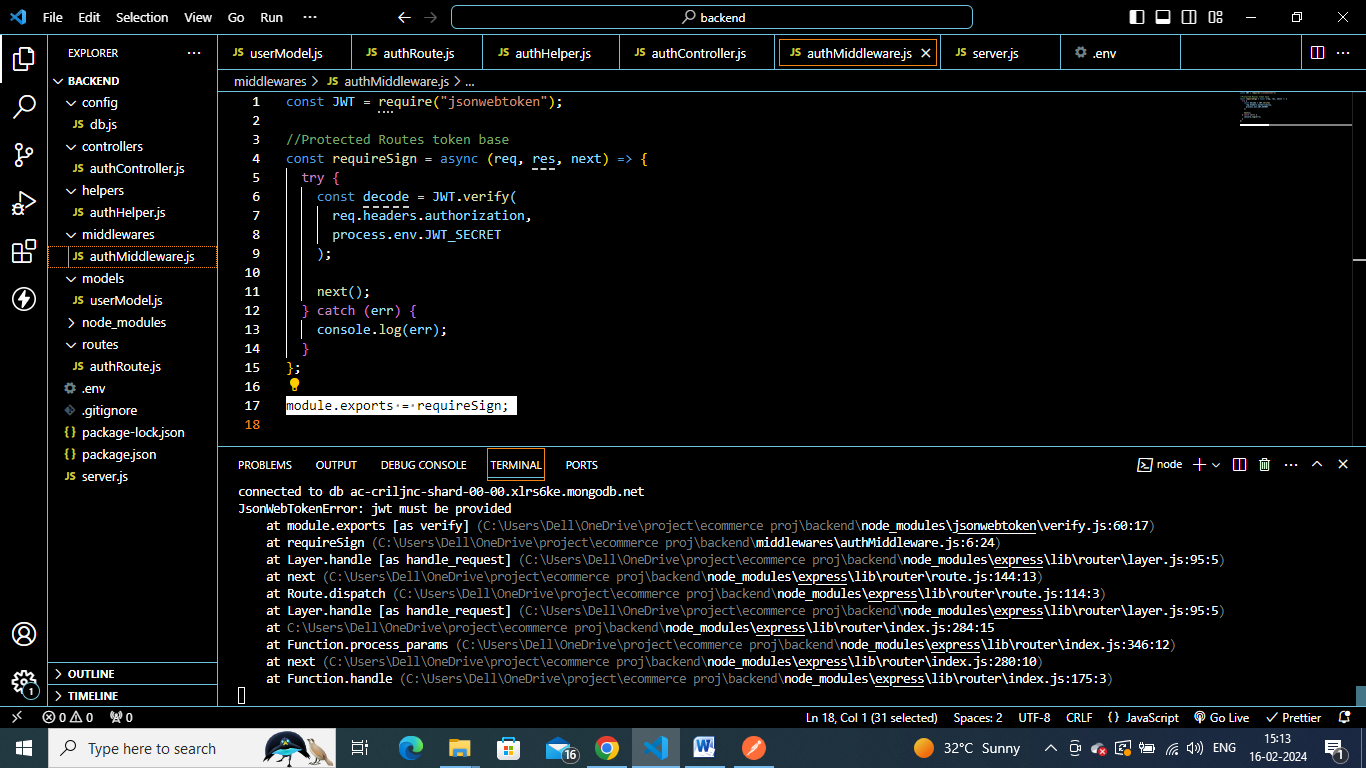 File Edit Selection View Go Run ··· backend
EXPLORER ···
userModel.js authRoute.js authHelper.js authController.js authMiddleware.js server.js .env
BACKEND
config
db.js
controllers
authController.js
helpers
authHelper.js
middlewares
authMiddleware.js
models
userModel.js
node_modules
routes
authRoute.js
.env
.gitignore
package-lock.json
package.json
server.js
OUTLINE
TIMELINE
middlewares > JS authMiddleware.js > ...
1 const JWT = require("jsonwebtoken");
2
3 //Protected Routes token base
4 const requireSign = async (req, res, next) => {
5 try {
6 const decode = JWT.verify(
7 req.headers.authorization,
8 process.env.JWT_SECRET
9 );
10
11 next();
12 } catch (err) {
13 console.log(err);
14 }
15 };
16
17 module.exports = requireSign;
18
PROBLEMS OUTPUT DEBUG CONSOLE TERMINAL PORTS node
connected to db ac-criljnc-shard-00-00.xlrs6ke.mongodb.net
JsonWebTokenError: jwt must be provided
at module.exports [as verify] (C:\Users\Dell\OneDrive\project\ecommerce proj\backend\node_modules\jsonwebtoken\verify.js:60:17)
at requireSign (C:\Users\Dell\OneDrive\project\ecommerce proj\backend\middlewares\authMiddleware.js:6:24)
at Layer.handle [as handle_request] (C:\Users\Dell\OneDrive\project\ecommerce proj\backend\node_modules\express\lib\router\layer.js:95:5)
at next (C:\Users\Dell\OneDrive\project\ecommerce proj\backend\node_modules\express\lib\router\route.js:144:13)
at Route.dispatch (C:\Users\Dell\OneDrive\project\ecommerce proj\backend\node_modules\express\lib\router\route.js:114:3)
at Layer.handle [as handle_request] (C:\Users\Dell\OneDrive\project\ecommerce proj\backend\node_modules\express\lib\router\layer.js:95:5)
at C:\Users\Dell\OneDrive\project\ecommerce proj\backend\node_modules\express\lib\router\index.js:284:15
at Function.process_params (C:\Users\Dell\OneDrive\project\ecommerce proj\backend\node_modules\express\lib\router\index.js:346:12)
at next (C:\Users\Dell\OneDrive\project\ecommerce proj\backend\node_modules\express\lib\router\index.js:280:10)
at Function.handle (C:\Users\Dell\OneDrive\project\ecommerce proj\backend\node_modules\express\lib\router\index.js:175:3)
0 0 0 Ln 18, Col 1 (31 selected) Spaces: 2 UTF-8 CRLF {} JavaScript Go Live Prettier
Type here to search 16 32°C Sunny ENG 15:13
16-02-2024 1